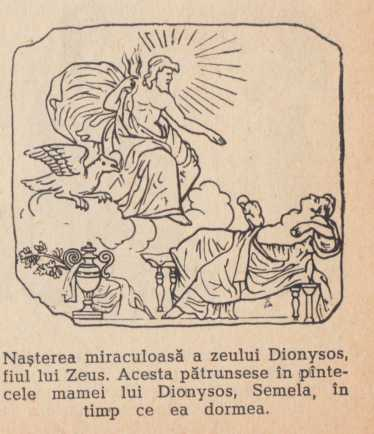 Nașterea miraculoasă a zeului Dionysos,
fiul lui Zeus. Acesta pătrunsese în pînte-
cele mamei lui Dionysos, Semela, în
timp ce ea dormea.